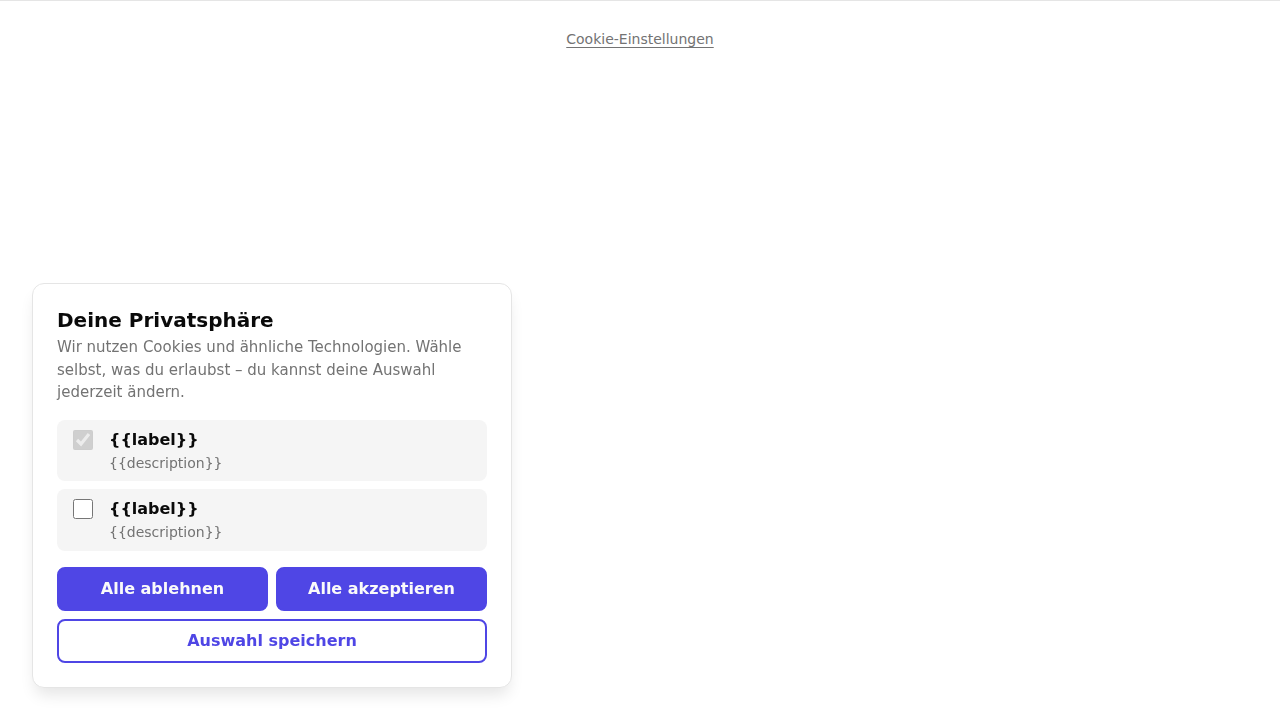 Cookie-Einstellungen
Deine Privatsphäre
Wir nutzen Cookies und ähnliche Technologien. Wähle
selbst, was du erlaubst – du kannst deine Auswahl
jederzeit ändern.
{{label}}
{{description}}
{{label}}
{{description}}
Alle ablehnen
Alle akzeptieren
Auswahl speichern